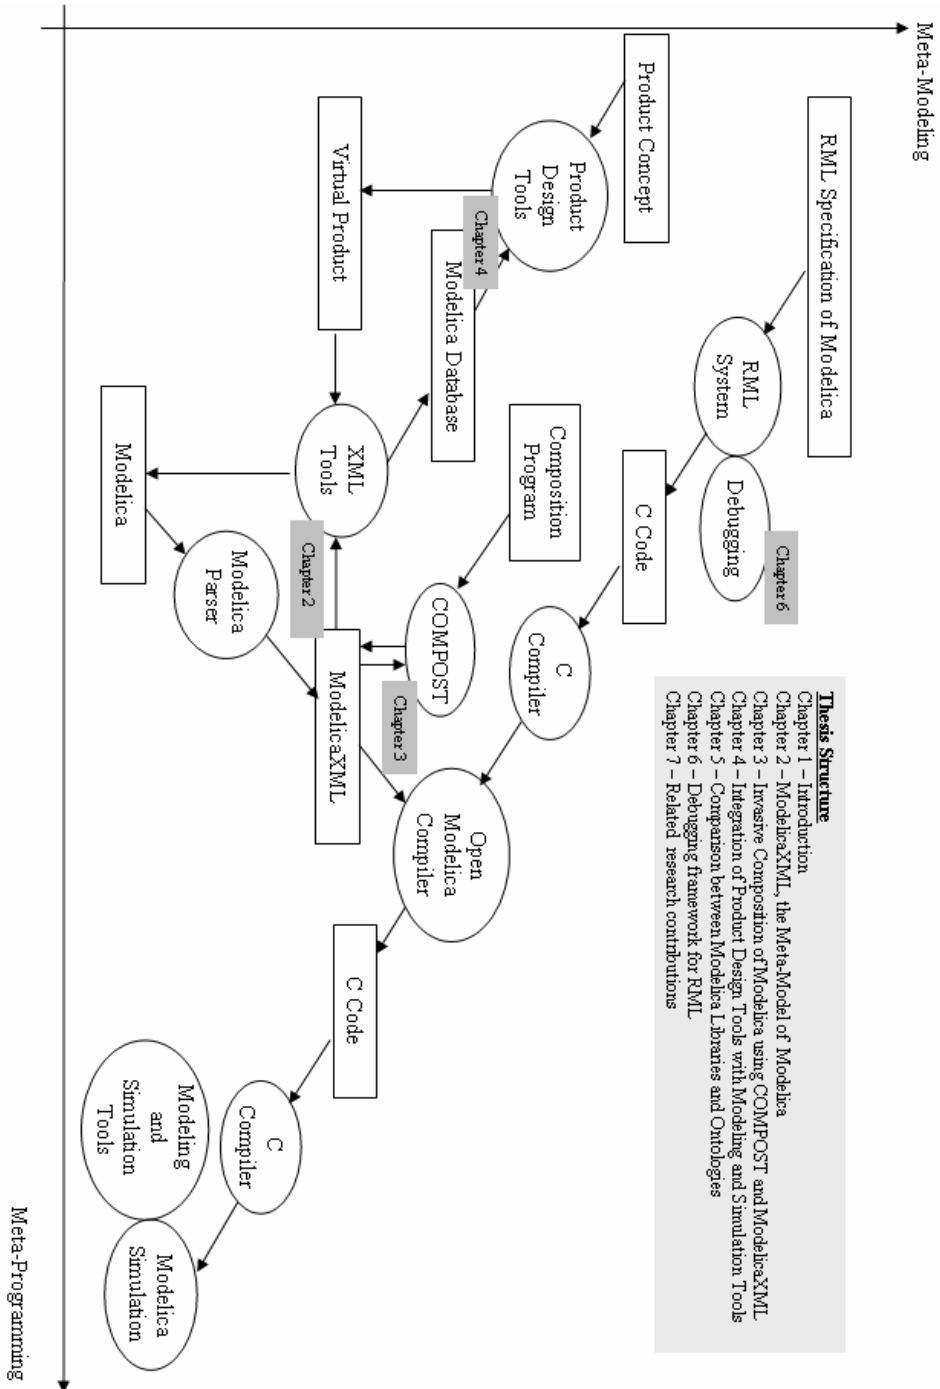 Meta-Modeling
RML Specification of Modelica
RML
System
Debugging
Chapter 6
Thesis Structure
Chapter 1 – Introduction
Chapter 2 – ModelicaXML, the Meta-Model of Modelica
Chapter 3 – Invasive Composition of Modelica using COMPOST and ModelicaXML
Chapter 4 – Integration of Product Design Tools with Modeling and Simulation Tools
Chapter 5 – Comparison between Modelica Libraries and Ontologies
Chapter 6 – Debugging framework for RML
Chapter 7 – Related research contributions
Product Concept
C Code
Product
Design
Tools
Chapter 4
Composition
Program
C
Compiler
Modelica Database
COMPOST
Chapter 3
Open
Modelica
Compiler
Virtual Product
XML
Tools
Chapter 2
ModelicaXML
C Code
Modelica
Modelica
Parser
C
Compiler
Modeling
and
Simulation
Tools
Modelica
Simulation
Meta-Programming